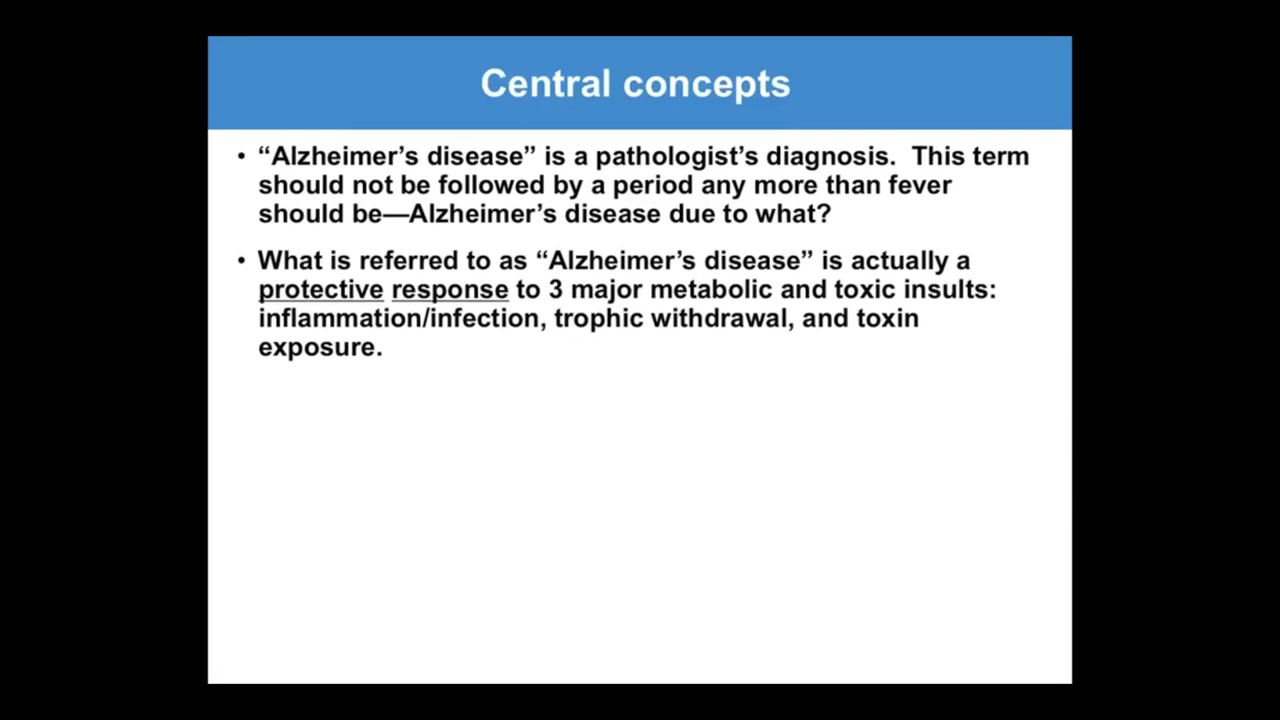 Central concepts
• “Alzheimer’s disease” is a pathologist’s diagnosis.  This term
should not be followed by a period any more than fever
should be—Alzheimer’s disease due to what?
• What is referred to as “Alzheimer’s disease” is actually a
protective response to 3 major metabolic and toxic insults:
inflammation/infection, trophic withdrawal, and toxin
exposure.